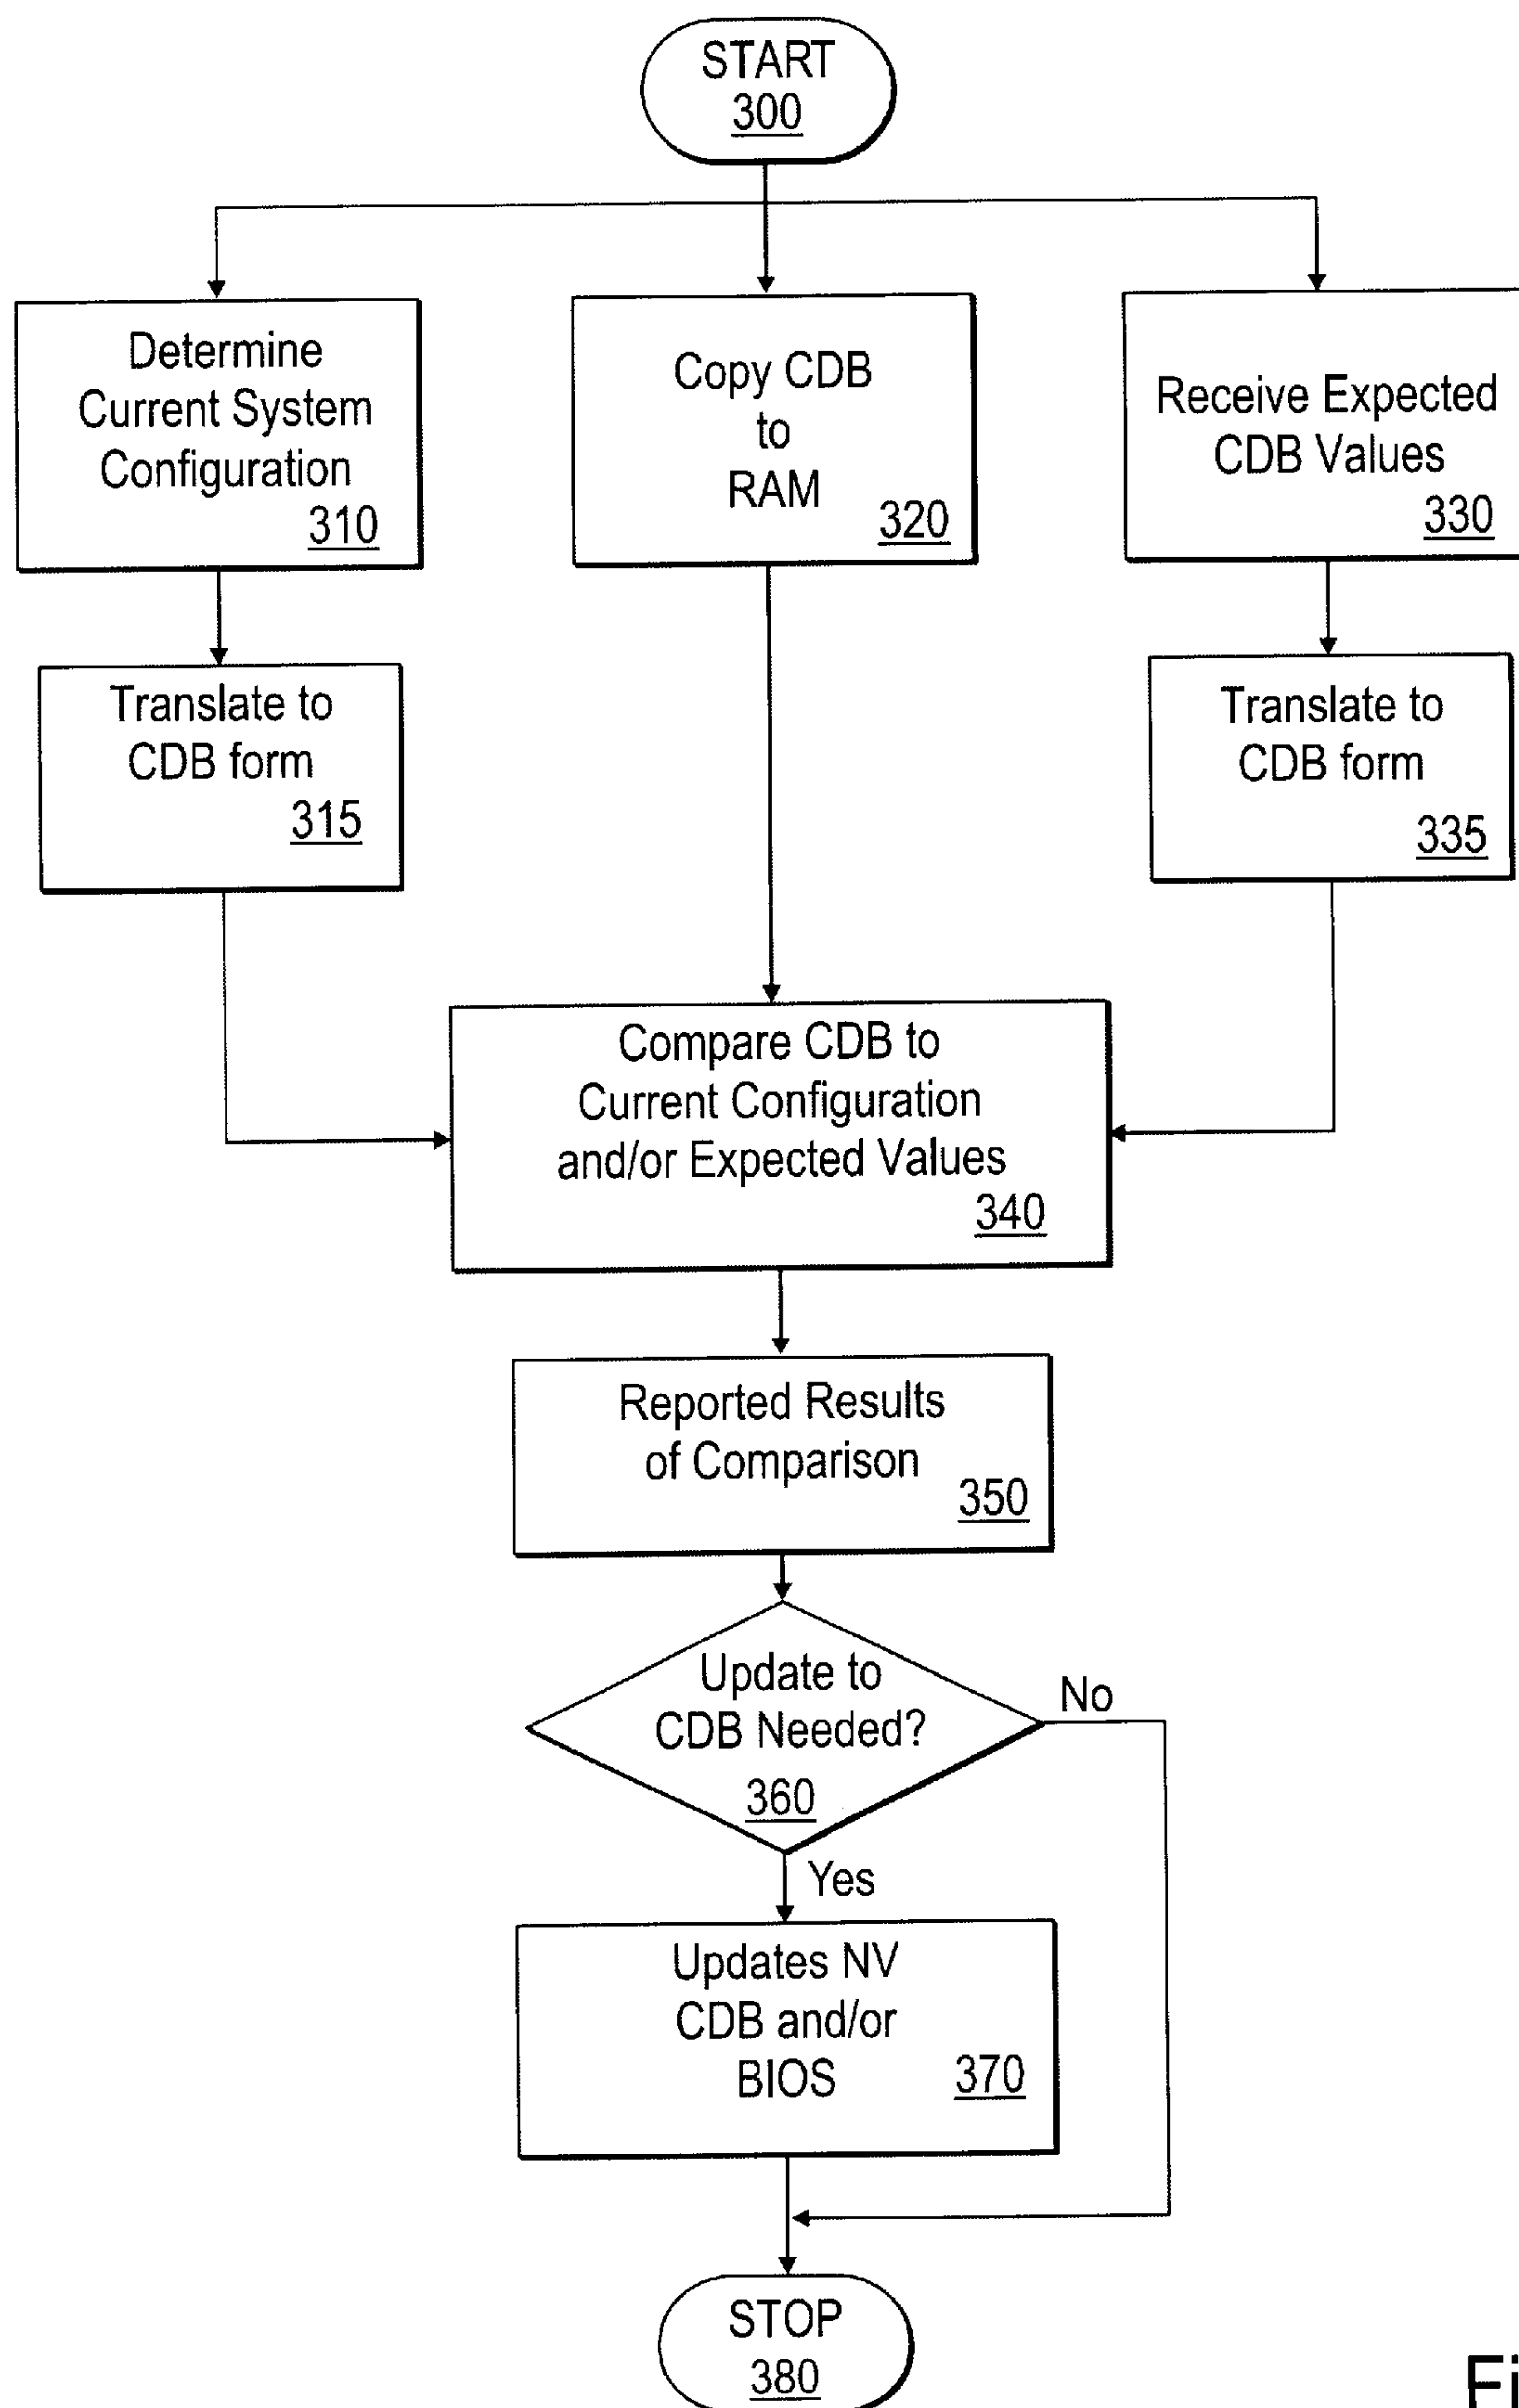 START
300
Determine
Current System
Configuration
310
Copy CDB
to
RAM
320
Receive Expected
CDB Values
330
Translate to
CDB form
315
Translate to
CDB form
335
Compare CDB to
Current Configuration
and/or Expected Values
340
Reported Results
of Comparison
350
Update to
CDB Needed?
360
No
Yes
Updates NV
CDB and/or
BIOS
370
STOP
380